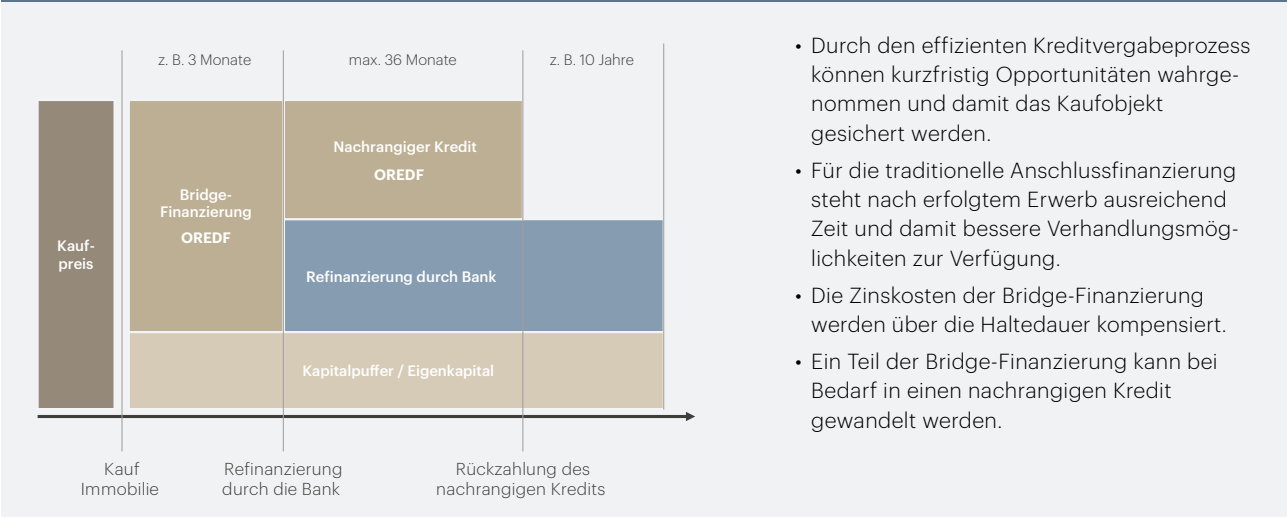 z. B. 3 Monate
max. 36 Monate
z. B. 10 Jahre
Kauf-
preis
Bridge-
Finanzierung
OREDF
Nachrangiger Kredit
OREDF
Refinanzierung durch Bank
Kapitalpuffer / Eigenkapital
Kauf
Immobilie
Refinanzierung
durch die Bank
Rückzahlung des
nachrangigen Kredits
• Durch den effizienten Kreditvergabeprozess
können kurzfristig Opportunitäten wahrge-
nommen und damit das Kaufobjekt
gesichert werden.
• Für die traditionelle Anschlussfinanzierung
steht nach erfolgtem Erwerb ausreichend
Zeit und damit bessere Verhandlungsmög-
lichkeiten zur Verfügung.
• Die Zinskosten der Bridge-Finanzierung
werden über die Haltedauer kompensiert.
• Ein Teil der Bridge-Finanzierung kann bei
Bedarf in einen nachrangigen Kredit
gewandelt werden.